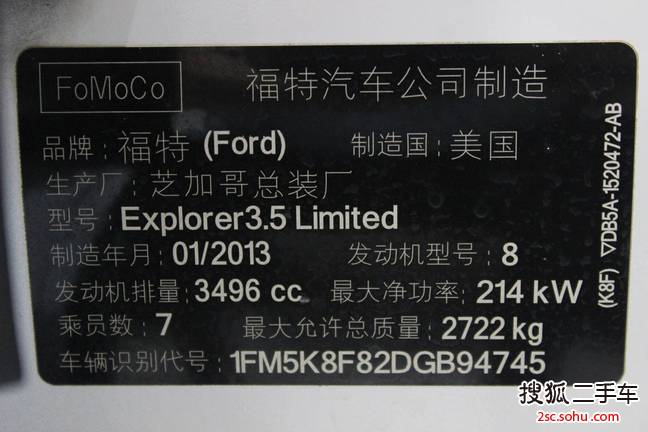 FoMoCo 福特汽车公司制造
品牌：福特 (Ford) 制造国：美国
生产厂：芝加哥总装厂
型号：Explorer3.5 Limited
制造年月：01/2013 发动机型号：8
发动机排量：3496 cc 最大净功率：214 kW
乘员数：7 最大允许总质量：2722 kg
车辆识别代号：1FM5K8F82DGB94745
(K8F) ▽DB5A-1520472-AB
搜狐 二手车
2sc.sohu.com